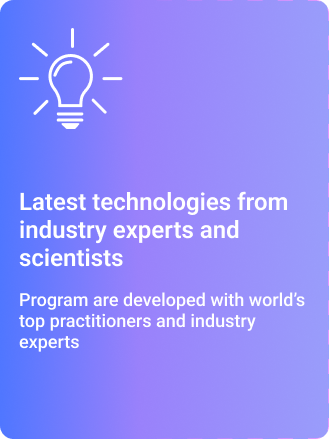 Latest technologies from
industry experts and
scientists
Program are developed with world's
top practitioners and industry
experts